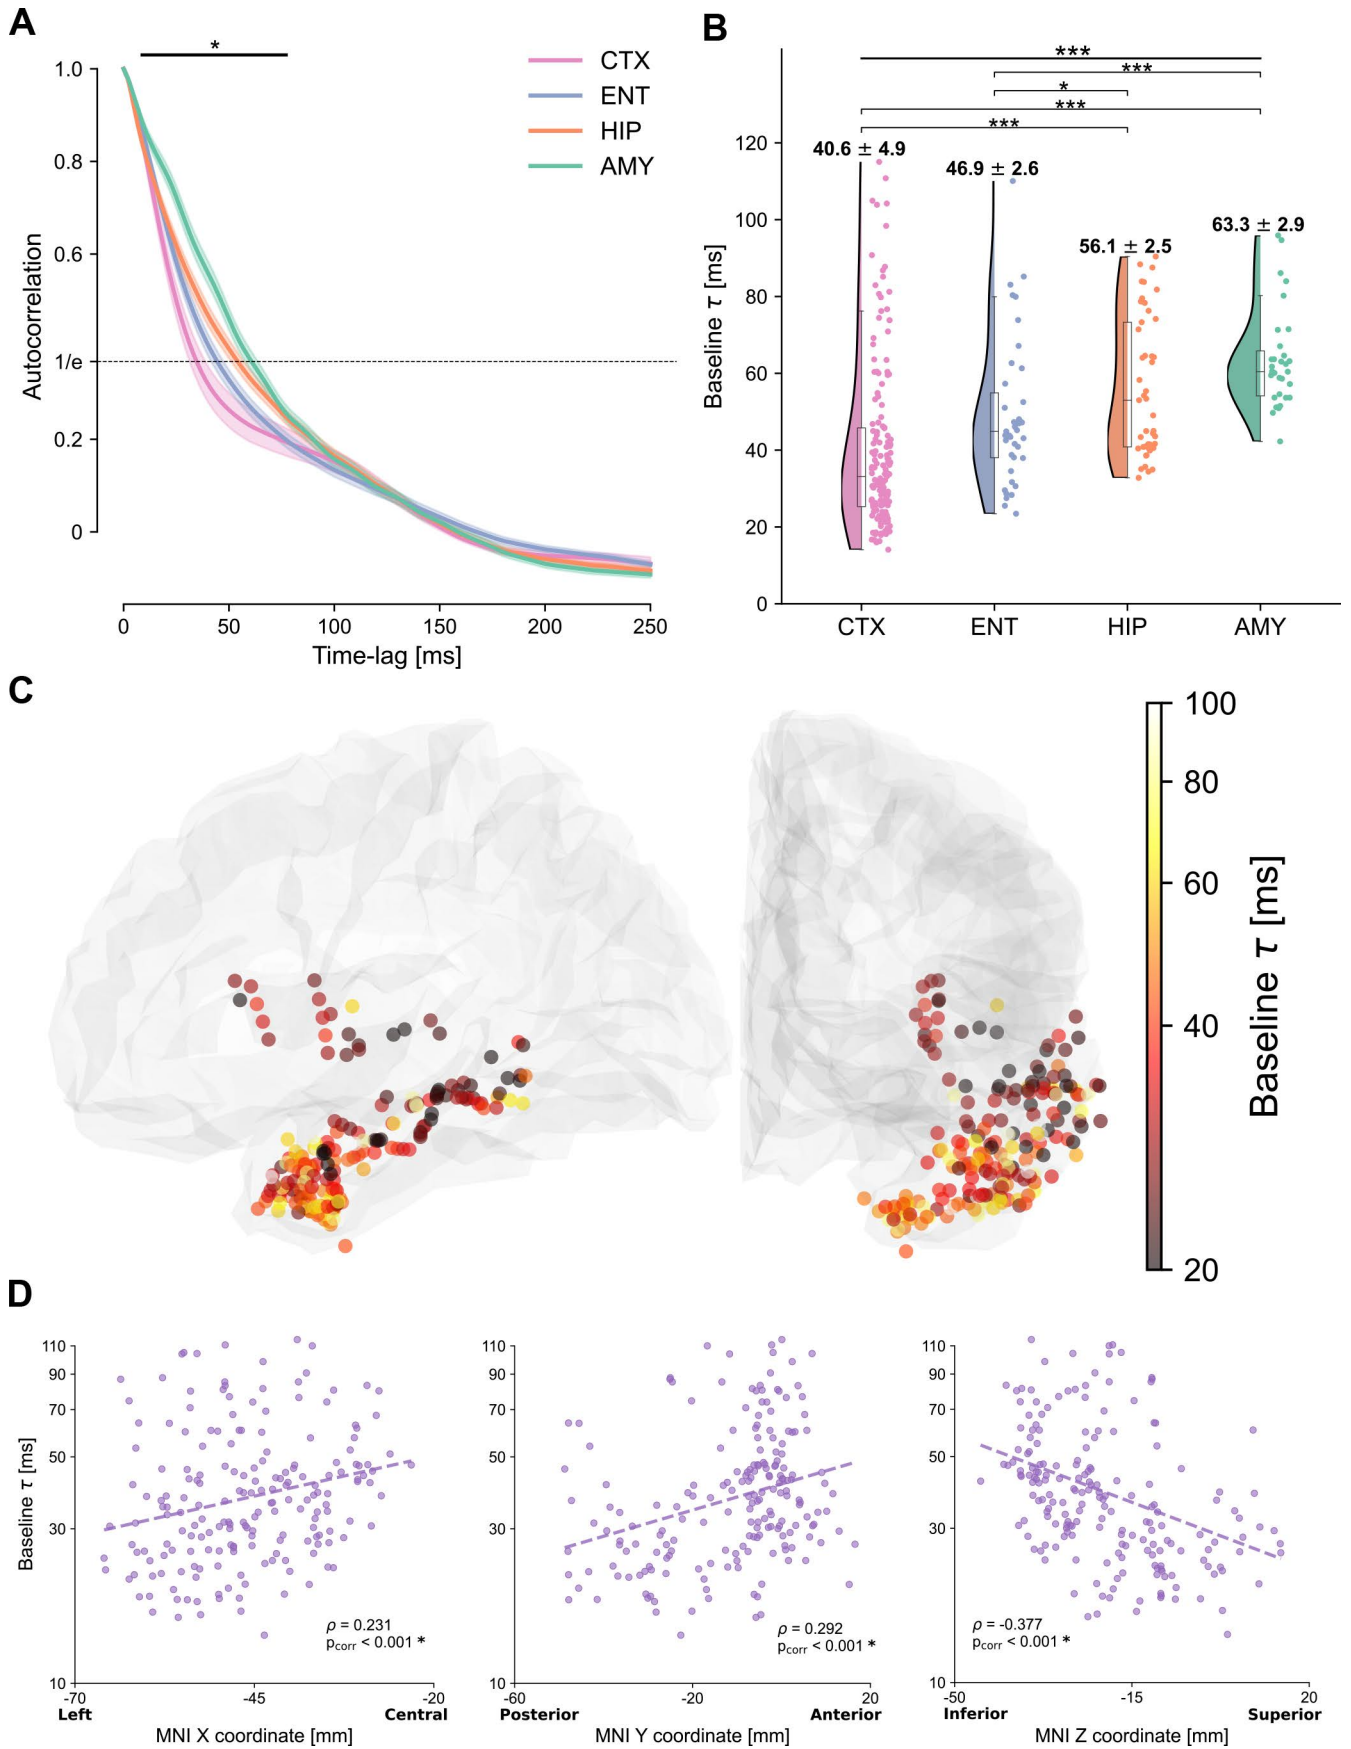 A
*
CTX
ENT
HIP
AMY
1.0
0.8
0.6
1/e
0.2
0
Autocorrelation
0 50 100 150 200 250
Time-lag [ms]
B
***
***
*
***
***
40.6 ± 4.9
46.9 ± 2.6
56.1 ± 2.5
63.3 ± 2.9
120
100
80
60
40
20
0
Baseline τ [ms]
CTX ENT HIP AMY
C
100
80
60
40
20
Baseline τ [ms]
D
110
90
70
50
30
10
Baseline τ [ms]
ρ = 0.231
pcorr < 0.001 *
-70 -45 -20
Left Central
MNI X coordinate [mm]
110
90
70
50
30
10
ρ = 0.292
pcorr < 0.001 *
-60 -20 20
Posterior Anterior
MNI Y coordinate [mm]
110
90
70
50
30
10
ρ = -0.377
pcorr < 0.001 *
-50 -15 20
Inferior Superior
MNI Z coordinate [mm]